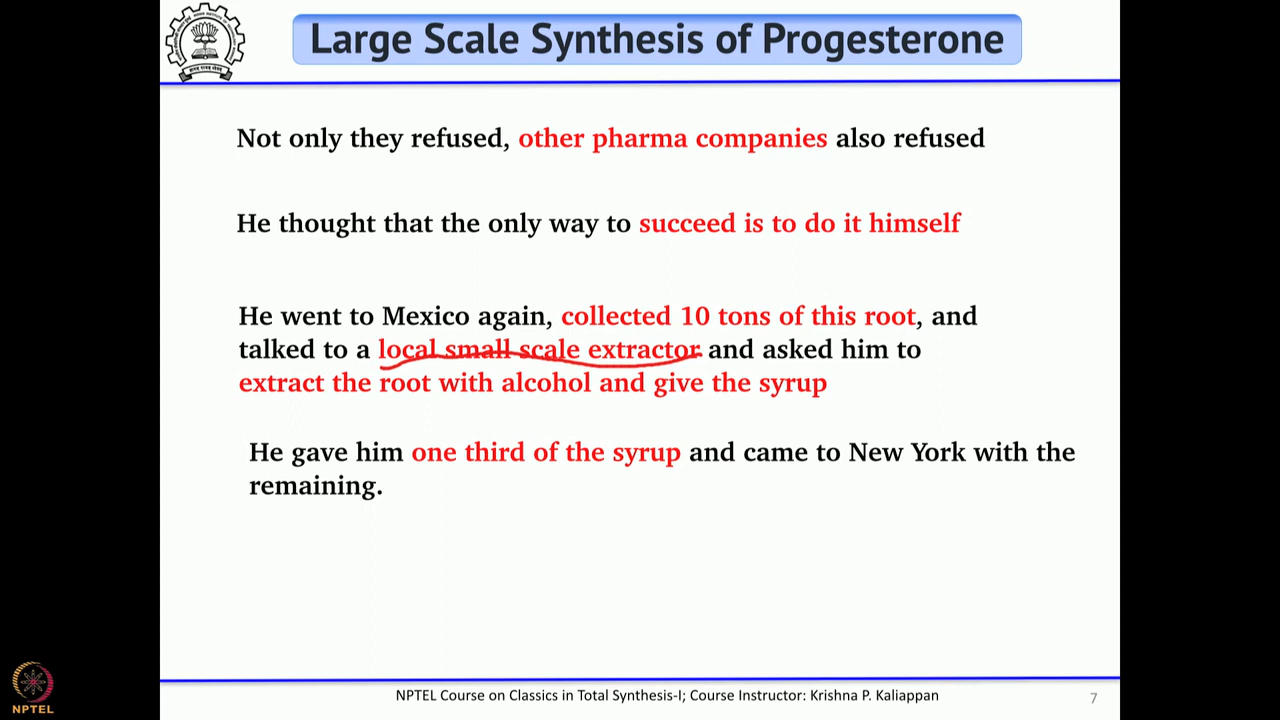 Large Scale Synthesis of Progesterone
Not only they refused, other pharma companies also refused
He thought that the only way to succeed is to do it himself
He went to Mexico again, collected 10 tons of this root, and
talked to a local small scale extractor and asked him to
extract the root with alcohol and give the syrup
He gave him one third of the syrup and came to New York with the
remaining.
NPTEL Course on Classics in Total Synthesis-I; Course Instructor: Krishna P. Kaliappan
7
NPTEL